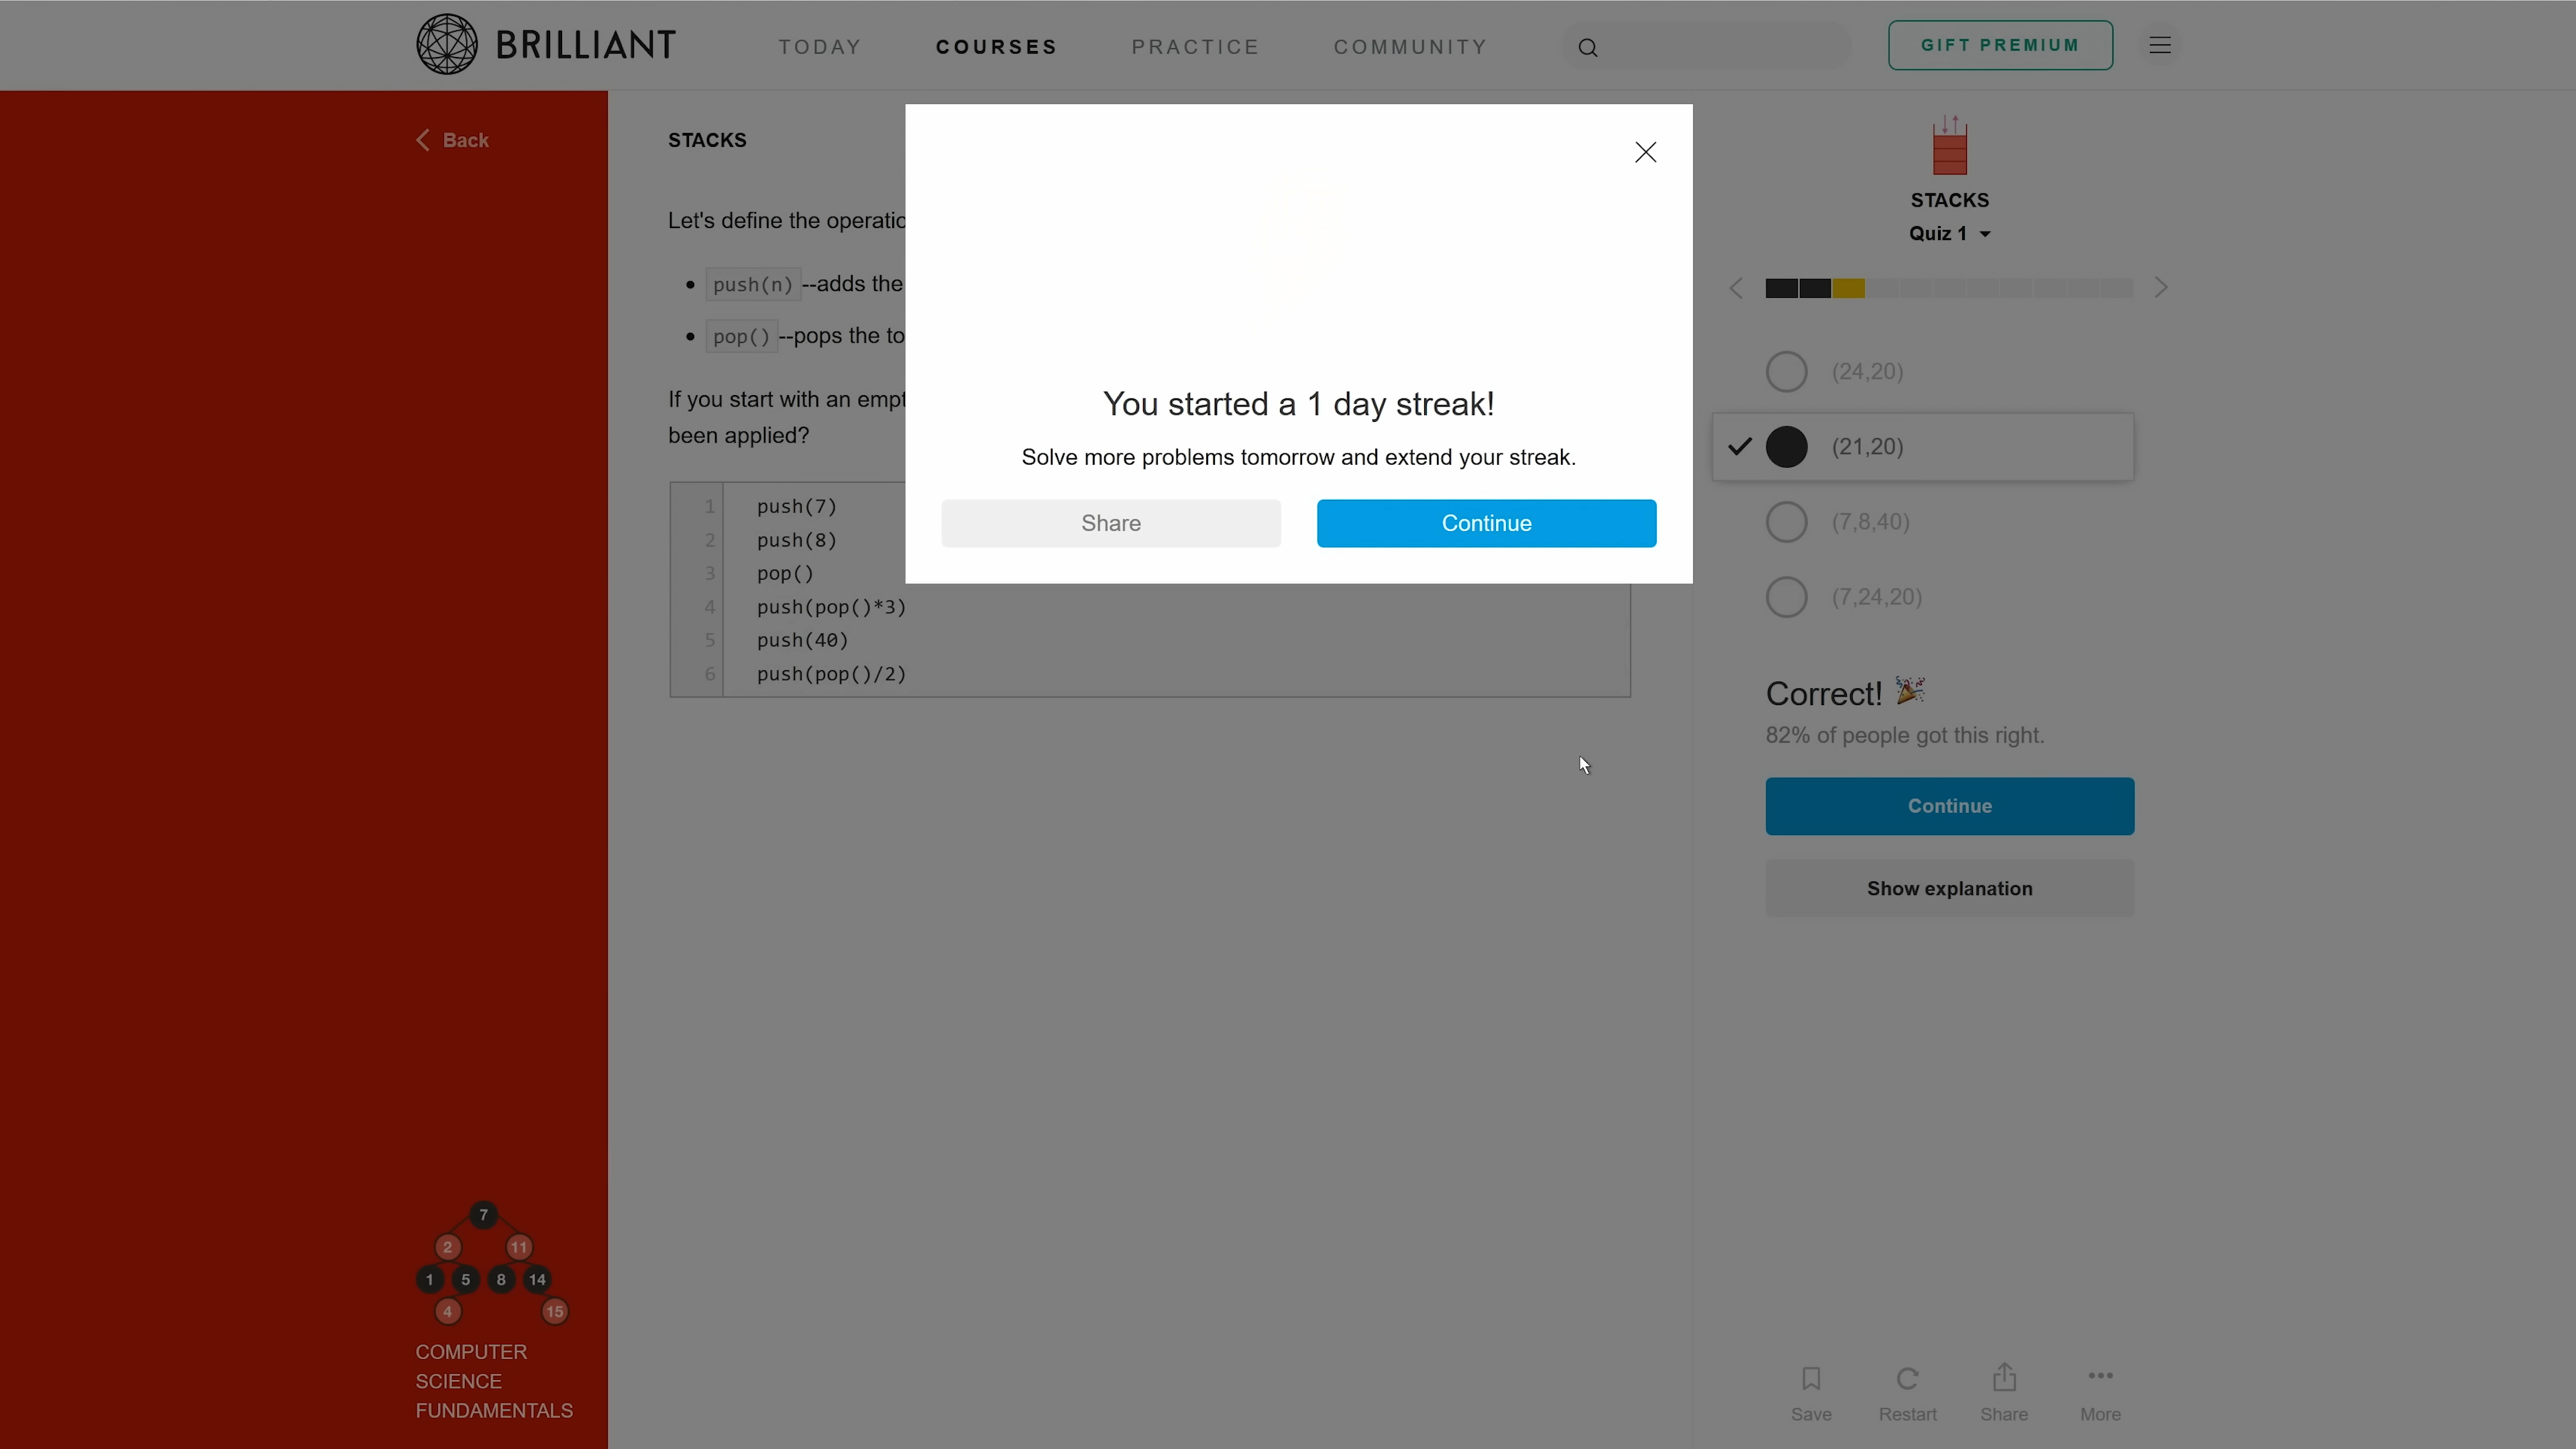 BRILLIANT
TODAY
COURSES
PRACTICE
COMMUNITY
GIFT PREMIUM
Back
STACKS
Let's define the operatio
push(n) --adds the
pop() --pops the to
If you start with an empt
been applied?
1 push(7)
2 push(8)
3 pop()
4 push(pop()*3)
5 push(40)
6 push(pop()/2)
You started a 1 day streak!
Solve more problems tomorrow and extend your streak.
Share
Continue
STACKS
Quiz 1
(24,20)
(21,20)
(7,8,40)
(7,24,20)
Correct!
82% of people got this right.
Continue
Show explanation
7
2 11
1 5 8 14
4 15
COMPUTER
SCIENCE
FUNDAMENTALS
Save
Restart
Share
More